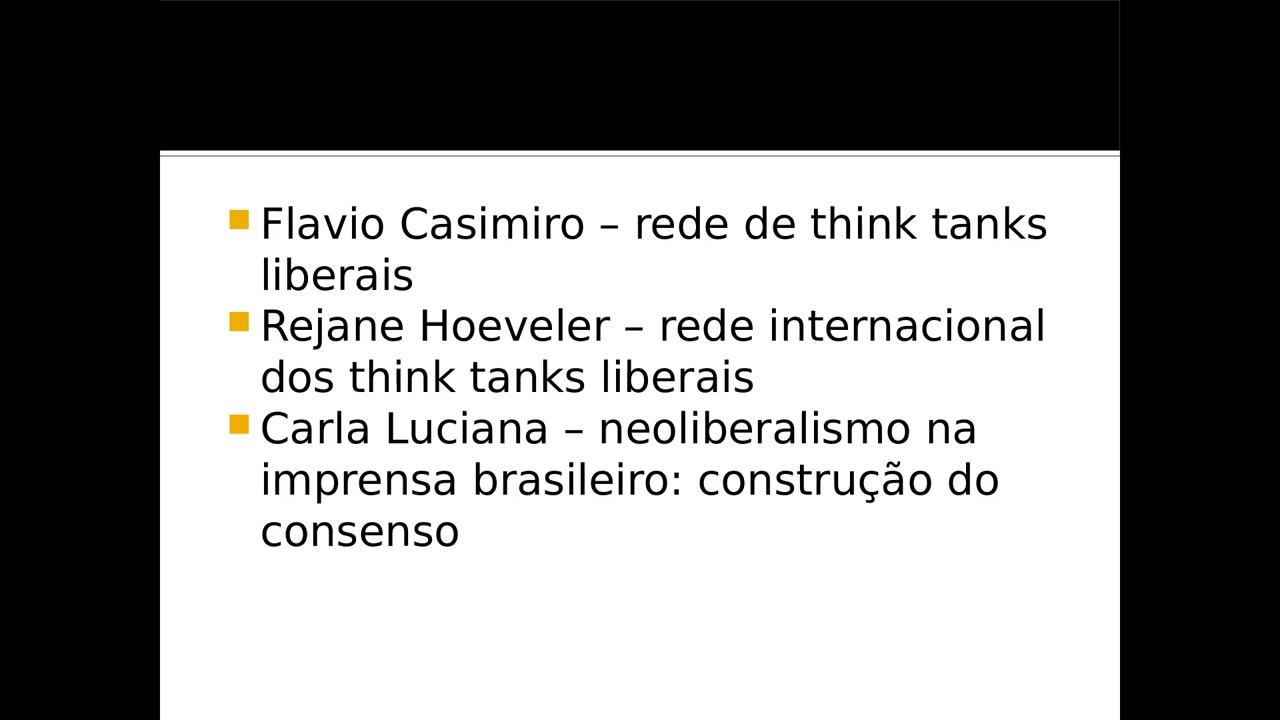 Flavio Casimiro – rede de think tanks
liberais
Rejane Hoeveler – rede internacional
dos think tanks liberais
Carla Luciana – neoliberalismo na
imprensa brasileiro: construção do
consenso